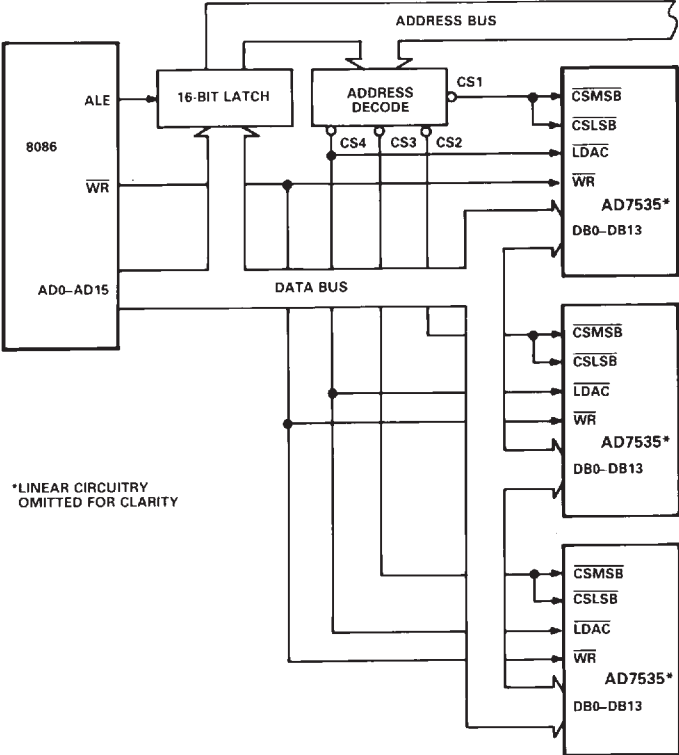 ADDRESS BUS
8086
ALE
WR
AD0–AD15
16-BIT LATCH
ADDRESS
DECODE
CS1
CS4
CS3
CS2
DATA BUS
CSMSB
CSLSB
LDAC
WR
AD7535*
DB0–DB13
CSMSB
CSLSB
LDAC
WR
AD7535*
DB0–DB13
CSMSB
CSLSB
LDAC
WR
AD7535*
DB0–DB13
*LINEAR CIRCUITRY
OMITTED FOR CLARITY